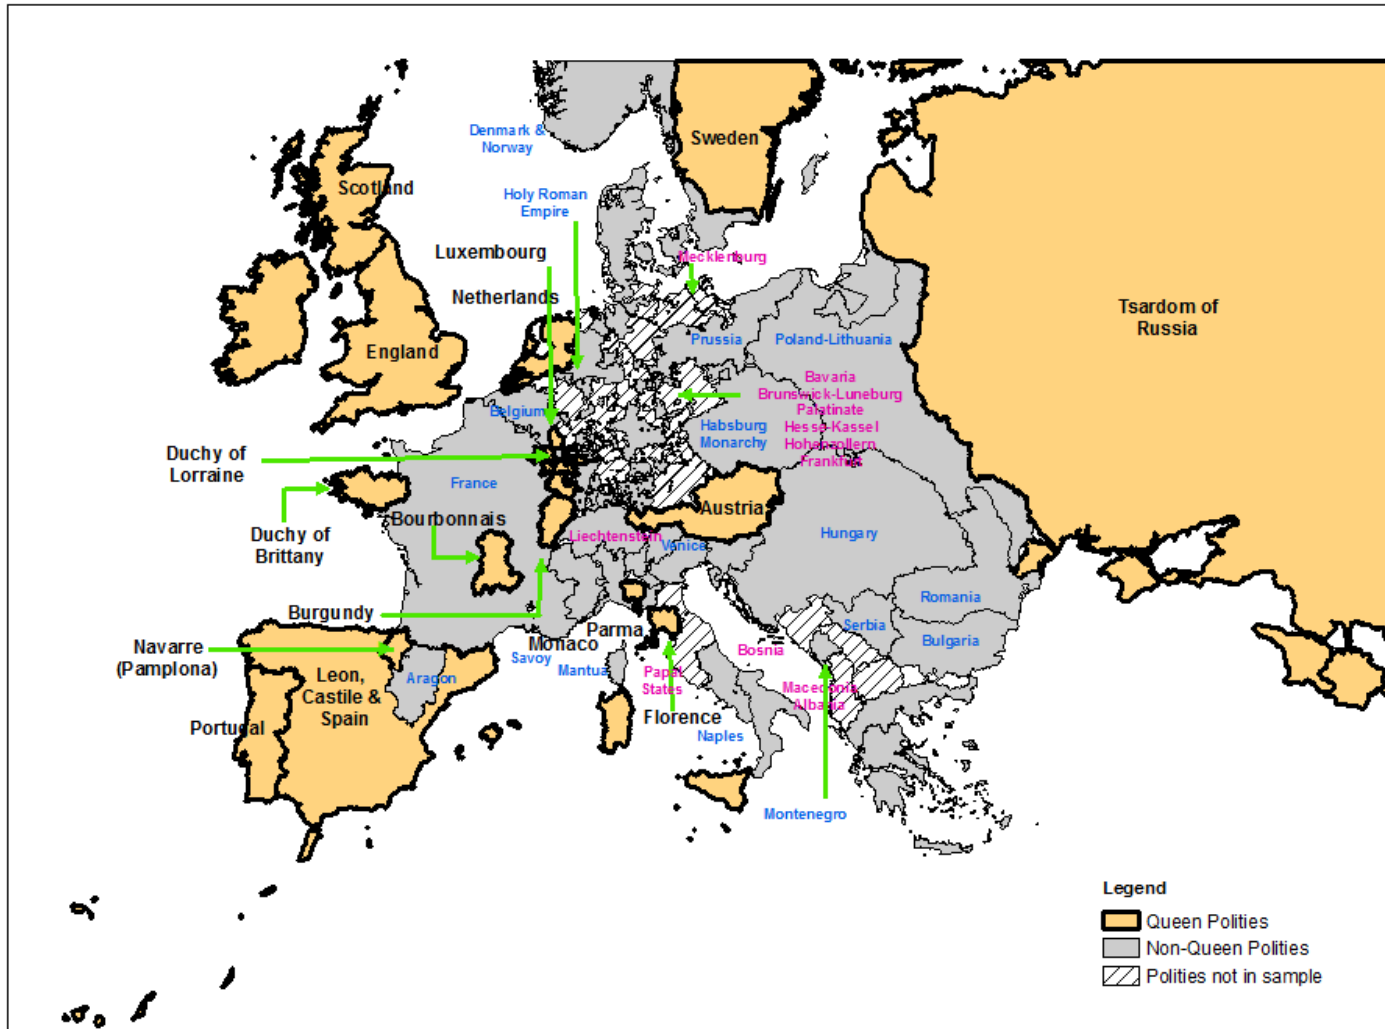 Denmark &
Norway
Sweden
Scotland
Holy Roman
Empire
Luxembourg
Mecklenburg
Netherlands
Tsardom of
Russia
England
Prussia
Poland-Lithuania
Bavaria
Brunswick-Luneburg
Palatinate
Hesse-Kassel
Hohenzollern
Frankfurt
Belgium
Habsburg
Monarchy
Duchy of
Lorraine
France
Austria
Bourbonnais
Duchy of
Brittany
Liechtenstein
Venice
Hungary
Burgundy
Romania
Parma
Monaco
Serbia
Bulgaria
Navarre
(Pamplona)
Savoy
Mantua
Bosnia
Leon,
Castile &
Spain
Aragon
Papal
States
Macedonia
Albania
Portugal
Florence
Naples
Montenegro
Legend
Queen Polities
Non-Queen Polities
Polities not in sample